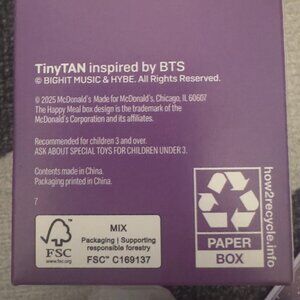 TinyTAN inspired by BTS
© BIGHIT MUSIC & HYBE. All Rights Reserved.
© 2025 McDonald's Made for McDonald's, Chicago, IL 60607
The Happy Meal box design is the trademark of the
McDonald's Corporation and its affiliates.
Recommended for children 3 and over.
ASK ABOUT SPECIAL TOYS FOR CHILDREN UNDER 3.
Contents made in China.
Packaging printed in China.
7
FSC
www.fsc.org
MIX
Packaging | Supporting
responsible forestry
FSC™ C169137
PAPER
BOX
how2recycle.info